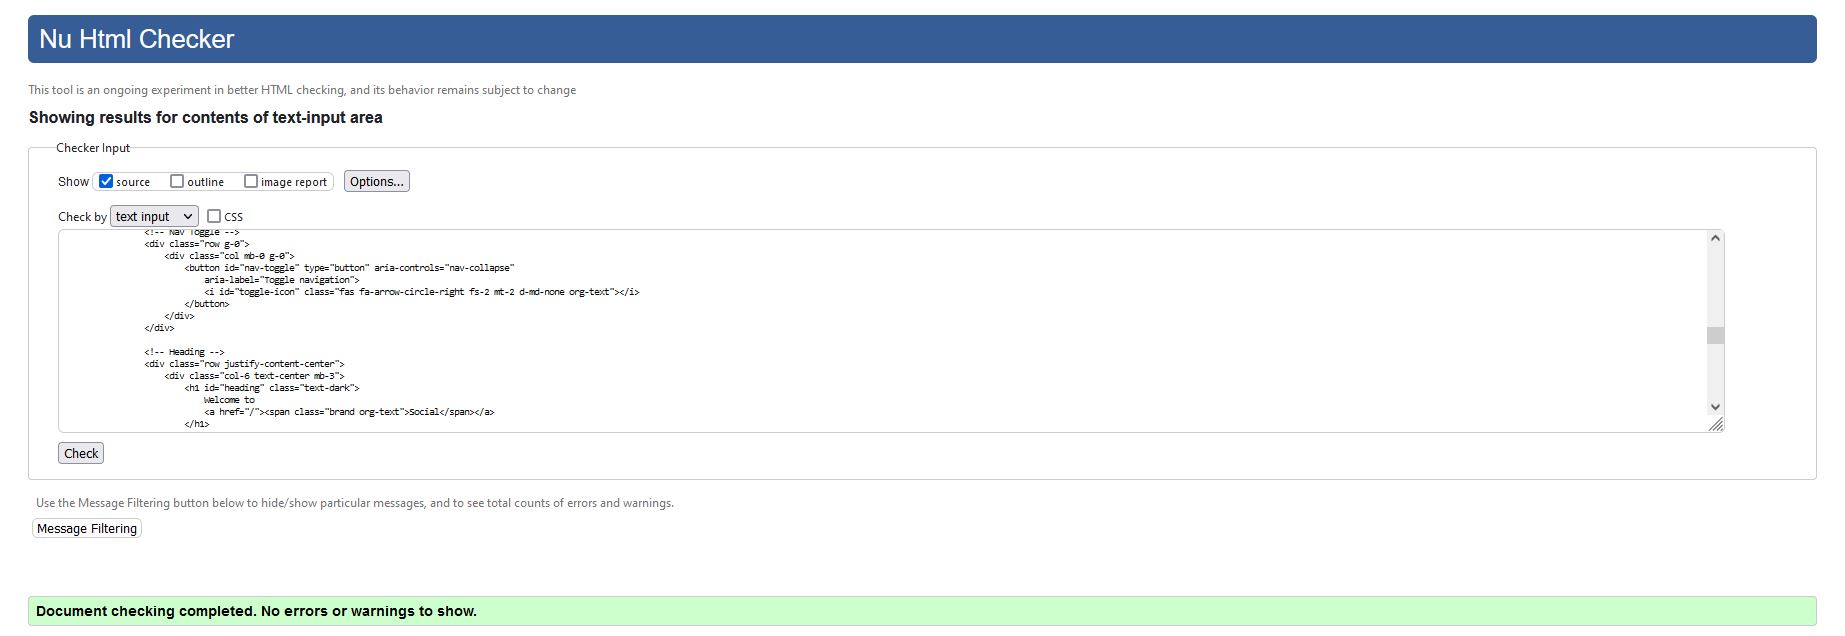 Nu Html Checker
This tool is an ongoing experiment in better HTML checking, and its behavior remains subject to change
Showing results for contents of text-input area
Checker Input
Show source outline image report Options...
Check by text input CSS
<!-- Nav Toggle -->
<div class="row g-0">
<div class="col mb-0 g-0">
<button id="nav-toggle" type="button" aria-controls="nav-collapse"
aria-label="Toggle navigation">
<i id="toggle-icon" class="fas fa-arrow-circle-right fs-2 mt-2 d-md-none org-text"></i>
</button>
</div>
</div>
<!-- Heading -->
<div class="row justify-content-center">
<div class="col-6 text-center mb-3">
<h1 id="heading" class="text-dark">
Welcome to
<a href="/"><span class="brand org-text">Social</span></a>
</h1>
Check
Use the Message Filtering button below to hide/show particular messages, and to see total counts of errors and warnings.
Message Filtering
Document checking completed. No errors or warnings to show.